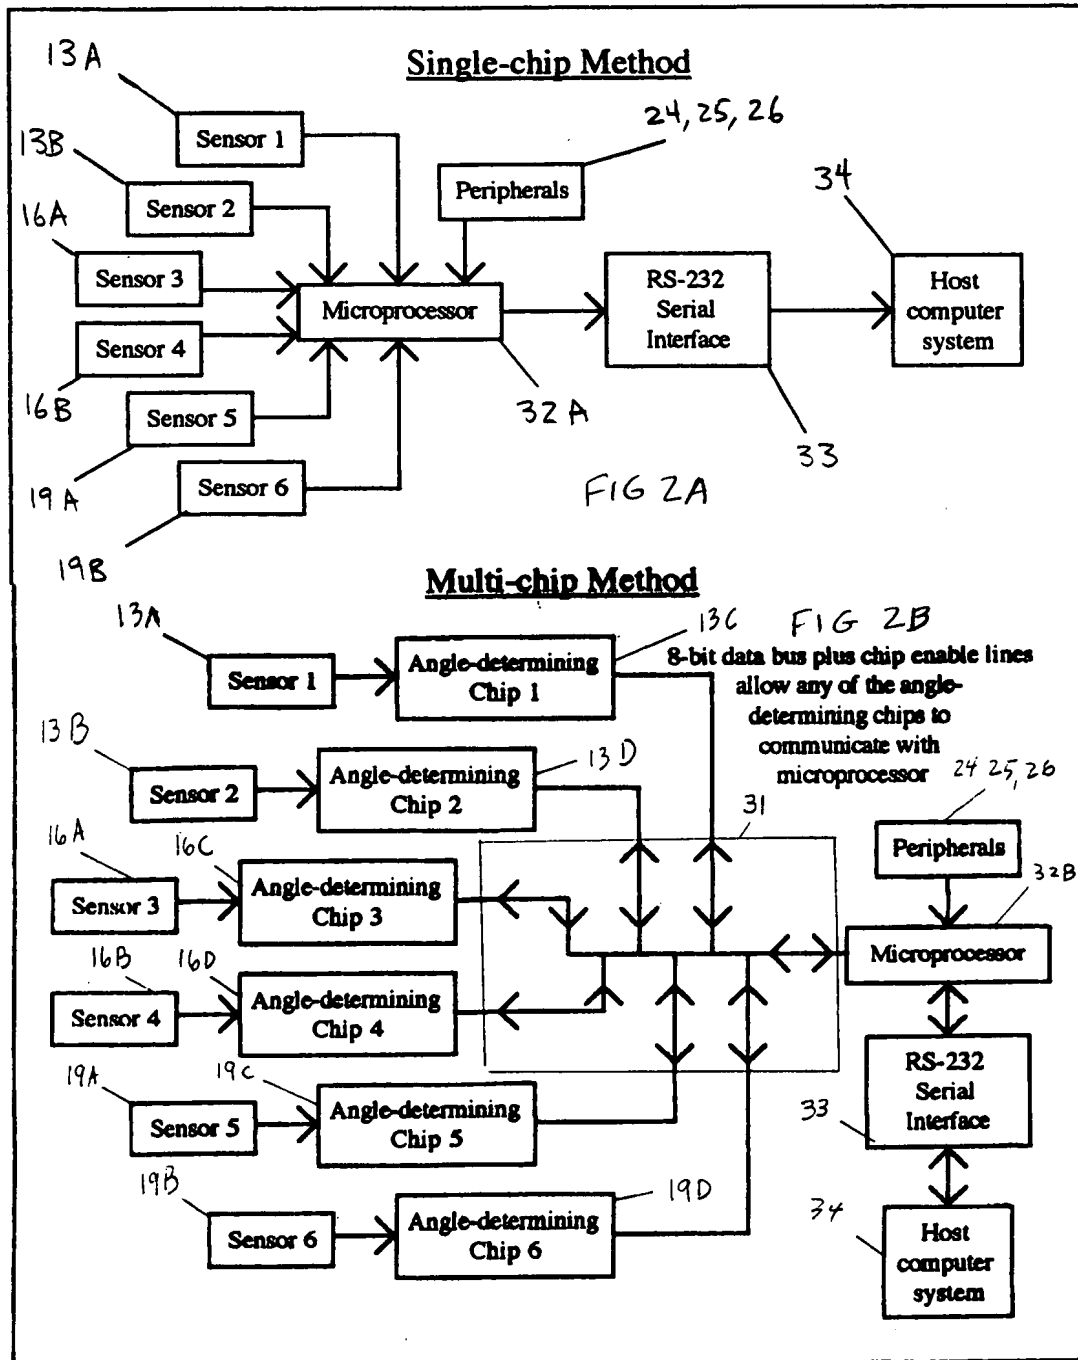 13A
Single-chip Method
24, 25, 26
Sensor 1
13B
34
Peripherals
Sensor 2
16A
RS-232
Serial
Interface
Host
computer
system
Sensor 3
Microprocessor
Sensor 4
16B
32A
Sensor 5
33
19A
Sensor 6
FIG 2A
19B
Multi-chip Method
13A
13C
FIG 2B
8-bit data bus plus chip enable lines
allow any of the angle-
determining chips to
communicate with
microprocessor
Sensor 1
Angle-determining
Chip 1
13B
13D
Sensor 2
Angle-determining
Chip 2
24 25, 26
31
16A
16C
Peripherals
32B
Sensor 3
Angle-determining
Chip 3
16B
16D
Microprocessor
Sensor 4
Angle-determining
Chip 4
19A
19C
RS-232
Serial
Interface
33
Sensor 5
Angle-determining
Chip 5
19B
19D
34
Sensor 6
Angle-determining
Chip 6
Host
computer
system